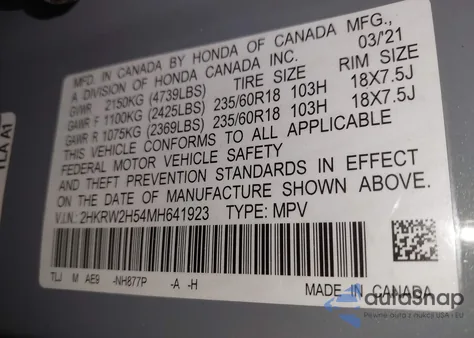 MFD. IN CANADA BY HONDA OF CANADA MFG.,
A DIVISION OF HONDA CANADA INC. 03/'21
TIRE SIZE RIM SIZE
GVWR 2150KG (4739LBS)
GAWR F 1100KG (2425LBS) 235/60R18 103H 18X7.5J
GAWR R 1075KG (2369LBS) 235/60R18 103H 18X7.5J
THIS VEHICLE CONFORMS TO ALL APPLICABLE
FEDERAL MOTOR VEHICLE SAFETY
AND THEFT PREVENTION STANDARDS IN EFFECT
ON THE DATE OF MANUFACTURE SHOWN ABOVE.
V.I.N.: 2HKRW2H54MH641923 TYPE: MPV
TLJ M AE9 -NH877P -A -H
MADE IN CANADA
TLA A1
autoSnap